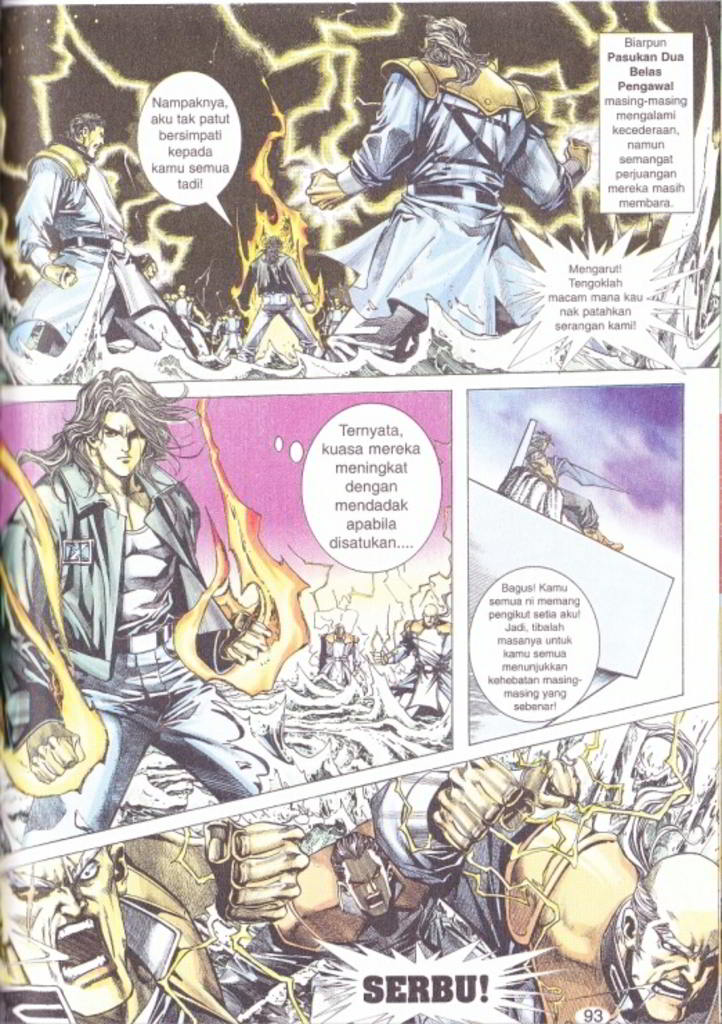 Nampaknya,
aku tak patut
bersimpati
kepada
kamu semua
tadi!
Biarpun
Pasukan Dua
Belas
Pengawal
masing-masing
mengalami
kecederaan,
namun
semangat
perjuangan
mereka masih
membara.
Mengarut!
Tengoklah
macam mana kau
nak patahkan
serangan kami!
Ternyata,
kuasa mereka
meningkat
dengan
mendadak
apabila
disatukan....
Bagus! Kamu
semua ni memang
pengikut setia aku!
Jadi, tibalah
masanya untuk
kamu semua
menunjukkan
kehebatan masing-
masing yang
sebenar!
SERBU!
93